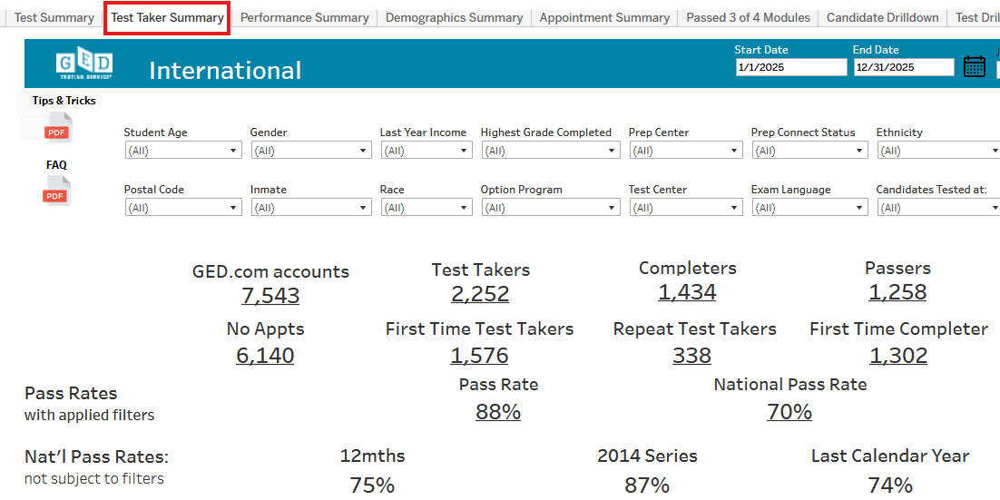 Test Summary Test Taker Summary Performance Summary Demographics Summary Appointment Summary Passed 3 of 4 Modules Candidate Drilldown Test Dril
GED
TESTING SERVICE
International
Start Date End Date
1/1/2025 12/31/2025
Tips & Tricks
PDF
FAQ
PDF
Student Age Gender Last Year Income Highest Grade Completed Prep Center Prep Connect Status Ethnicity
(All) (All) (All) (All) (All) (All) (All)
Postal Code Inmate Race Option Program Test Center Exam Language Candidates Tested at:
(All) (All) (All) (All) (All) (All) (All)
GED.com accounts Test Takers Completers Passers
7,543 2,252 1,434 1,258
No Appts First Time Test Takers Repeat Test Takers First Time Completer
6,140 1,576 338 1,302
Pass Rates Pass Rate National Pass Rate
with applied filters 88% 70%
Nat'l Pass Rates: 12mths 2014 Series Last Calendar Year
not subject to filters 75% 87% 74%